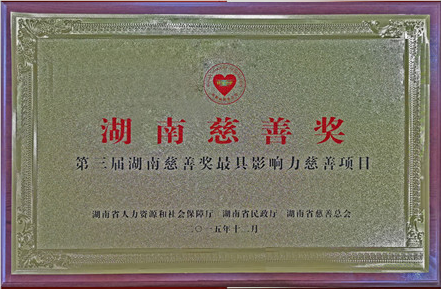 湖南慈善奖
第三届湖南慈善奖最具影响力慈善项目
湖南省人力资源和社会保障厅 湖南省民政厅 湖南省慈善总会
二〇一五年十二月